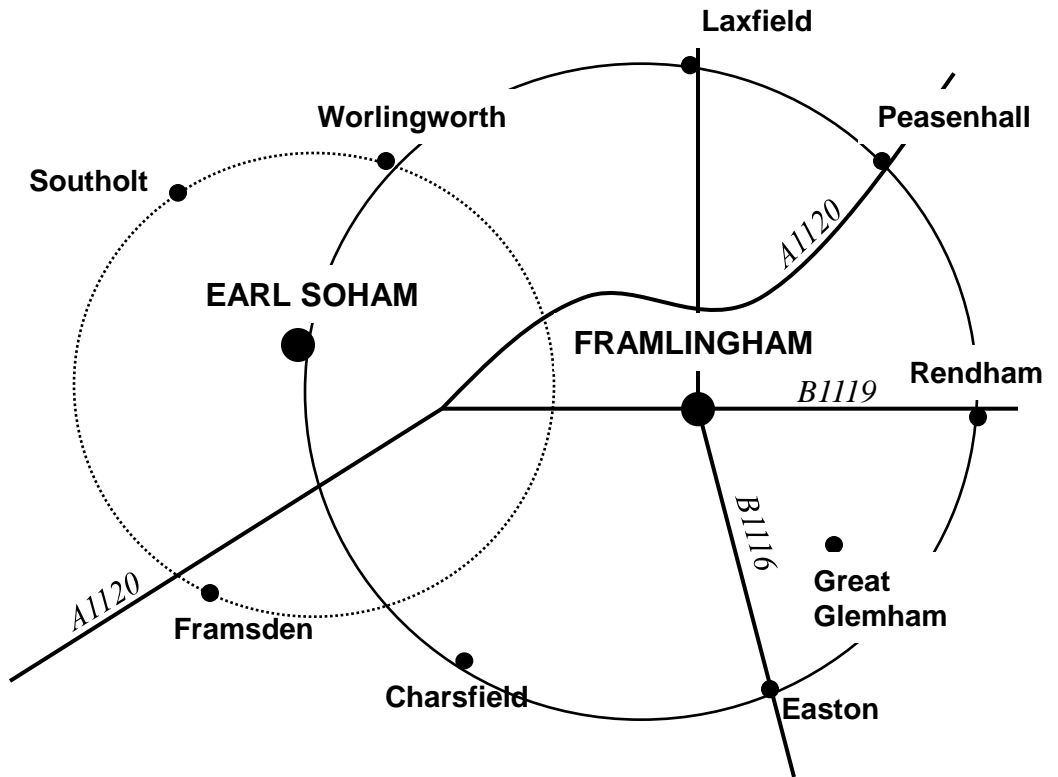 Laxfield
Worlingworth
Peasenhall
Southolt
A1120
EARL SOHAM
FRAMLINGHAM
Rendham
B1119
B1116
Great
Glemham
A1120
Framsden
Charsfield
Easton